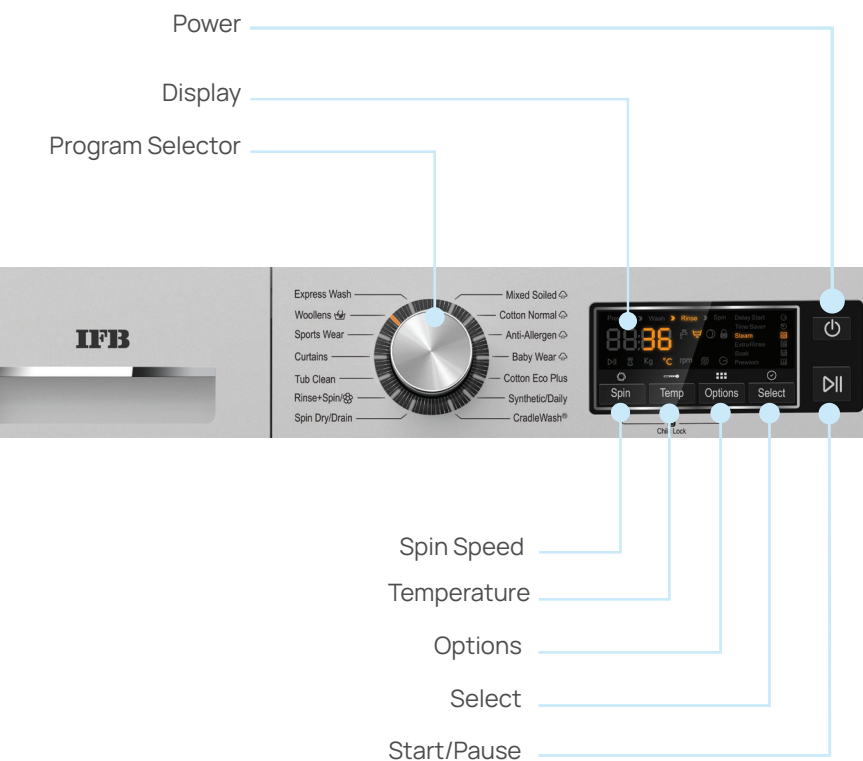 Power
Display
Program Selector
IFB
Express Wash
Woollens
Sports Wear
Curtains
Tub Clean
Rinse+Spin/
Spin Dry/Drain
Mixed Soiled
Cotton Normal
Anti-Allergen
Baby Wear
Cotton Eco Plus
Synthetic/Daily
CradleWash®
Wash Rinse Spin Delay Start
Time Saver
88:36 Steam
Extra Rinse
Kg °C rpm Soak
Prewash
Spin Temp Options Select
Lock
Spin Speed
Temperature
Options
Select
Start/Pause